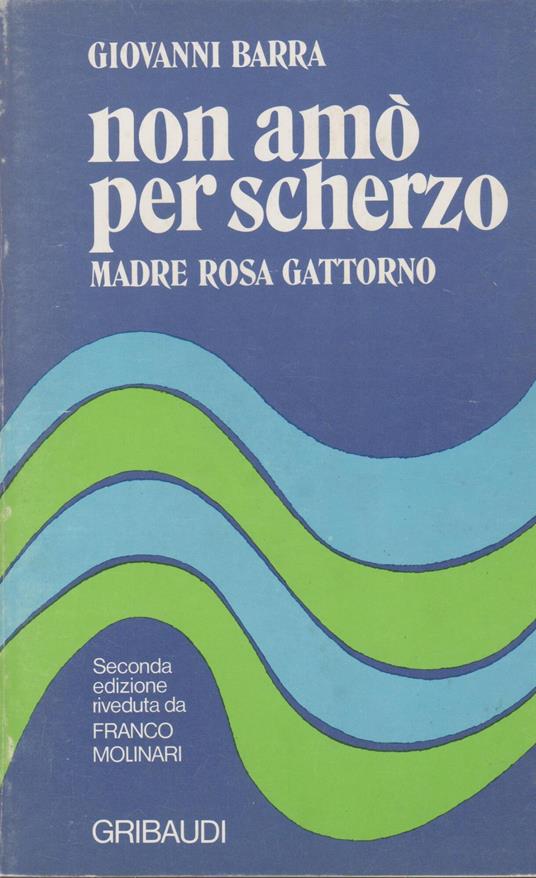 GIOVANNI BARRA
non amò
per scherzo
MADRE ROSA GATTORNO
Seconda
edizione
riveduta da
FRANCO
MOLINARI
GRIBAUDI